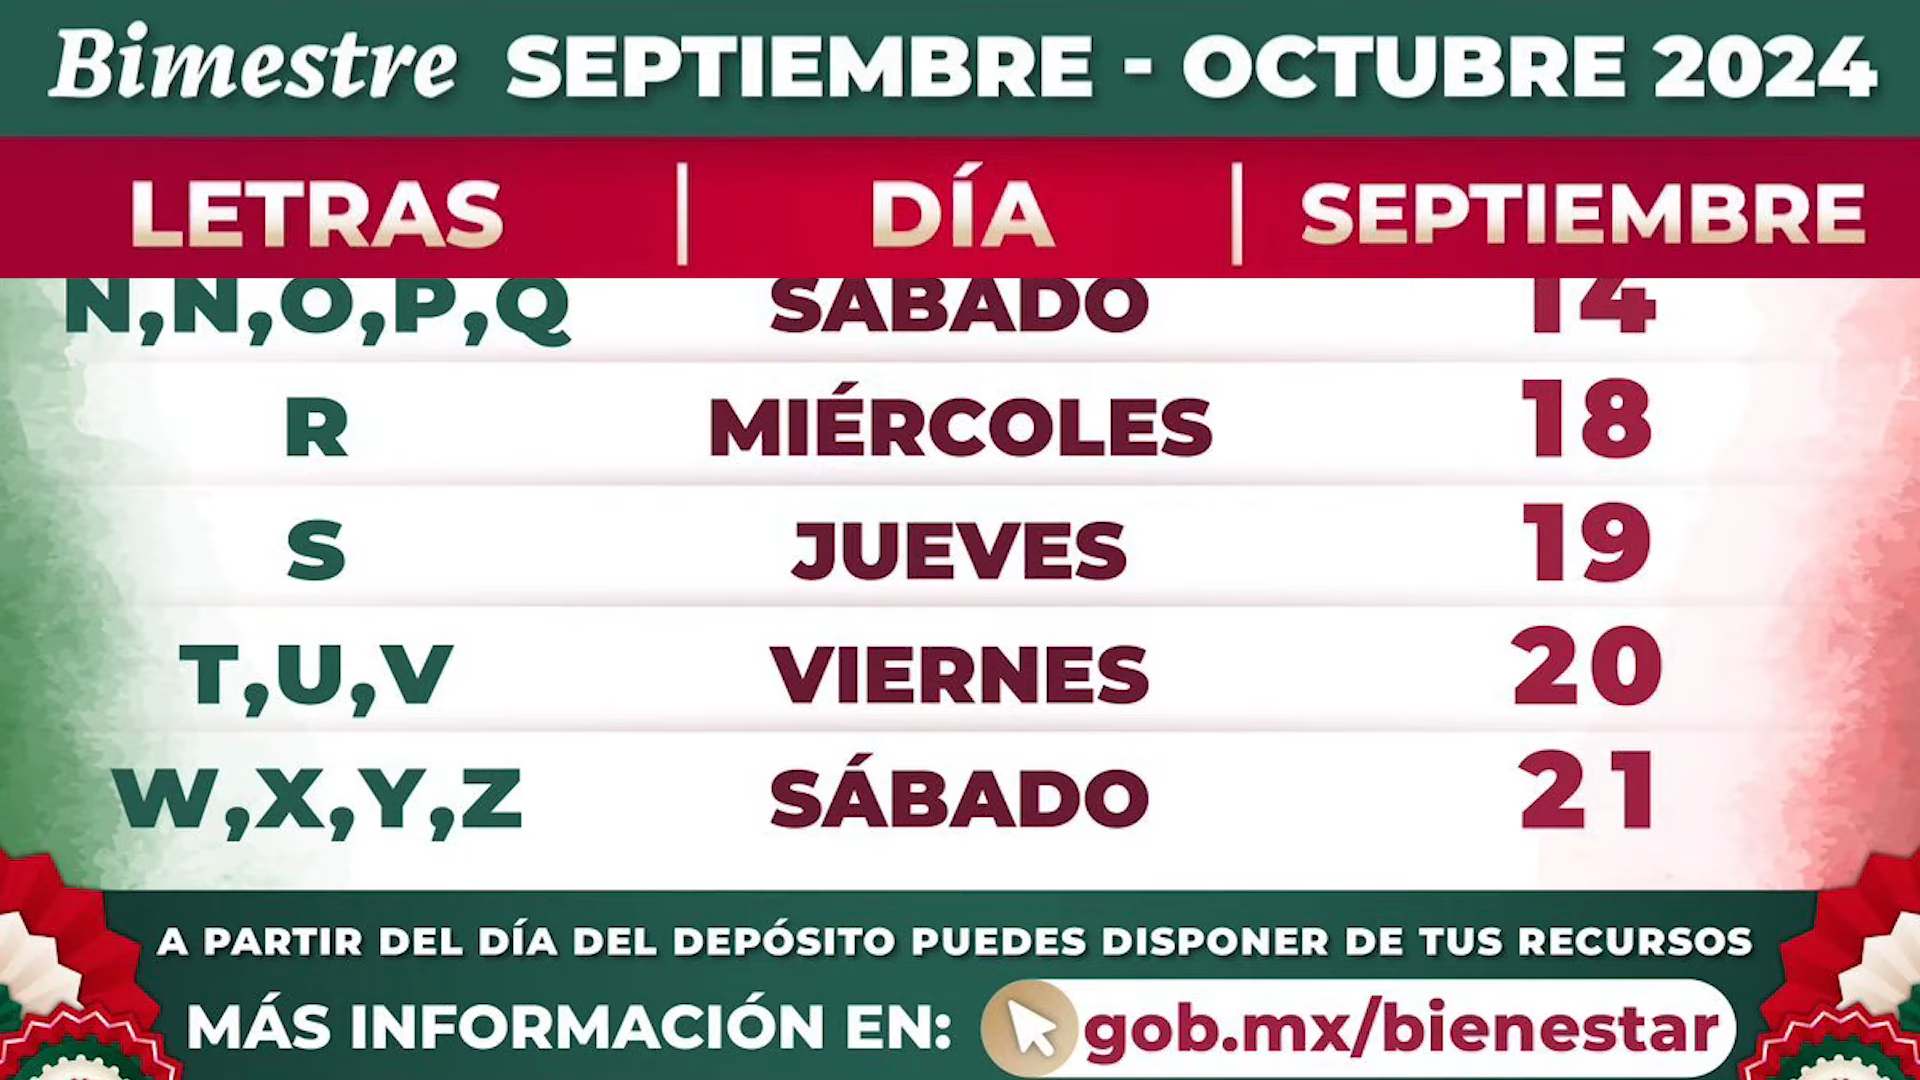 Bimestre SEPTIEMBRE - OCTUBRE 2024
LETRAS | DÍA | SEPTIEMBRE
N,Ñ,O,P,Q SÁBADO 14
R MIÉRCOLES 18
S JUEVES 19
T,U,V VIERNES 20
W,X,Y,Z SÁBADO 21
A PARTIR DEL DÍA DEL DEPÓSITO PUEDES DISPONER DE TUS RECURSOS
MÁS INFORMACIÓN EN: gob.mx/bienestar